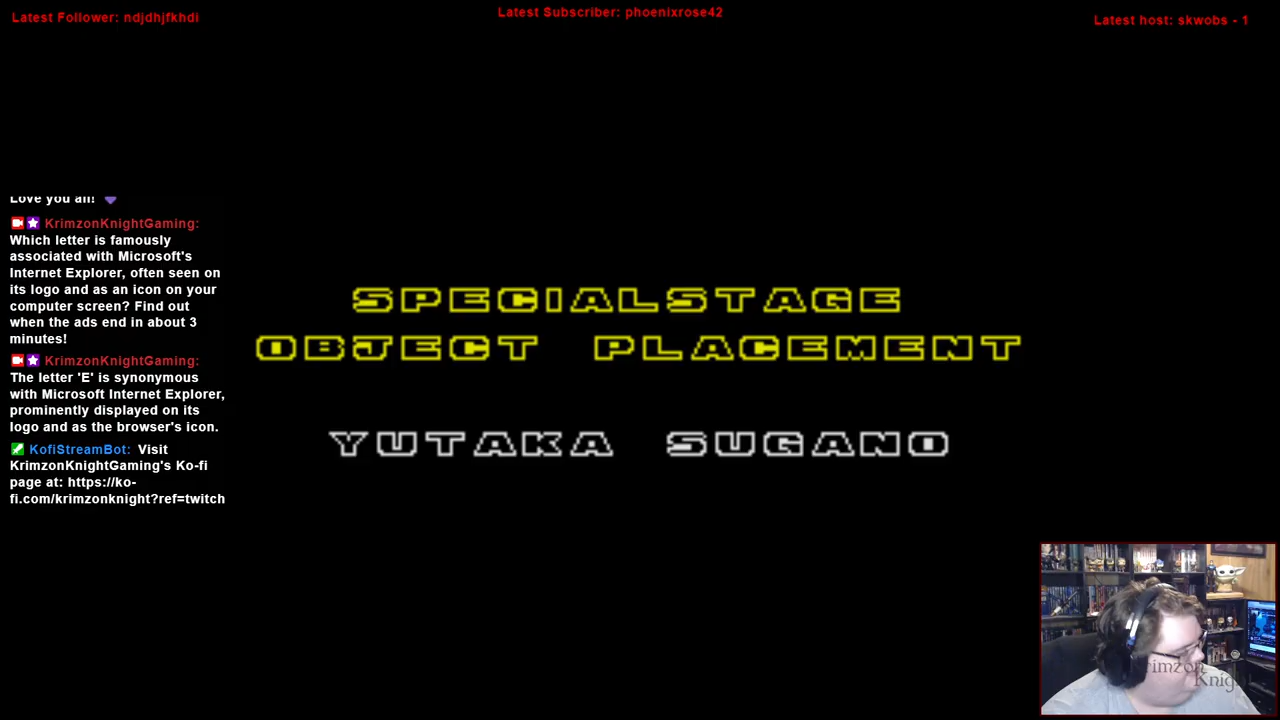 Latest Follower: ndjdhjfkhdi
Latest Subscriber: phoenixrose42
Latest host: skwobs - 1
Love you all!
KrimzonKnightGaming:
Which letter is famously
associated with Microsoft's
Internet Explorer, often seen on
its logo and as an icon on your
computer screen? Find out
when the ads end in about 3
minutes!
KrimzonKnightGaming:
The letter 'E' is synonymous
with Microsoft Internet Explorer,
prominently displayed on its
logo and as the browser's icon.
KofiStreamBot: Visit
KrimzonKnightGaming's Ko-fi
page at: https://ko-
fi.com/krimzonknight?ref=twitch
SPECIALSTAGE
OBJECT PLACEMENT
YUTAKA SUGANO
Krimzon
Knight